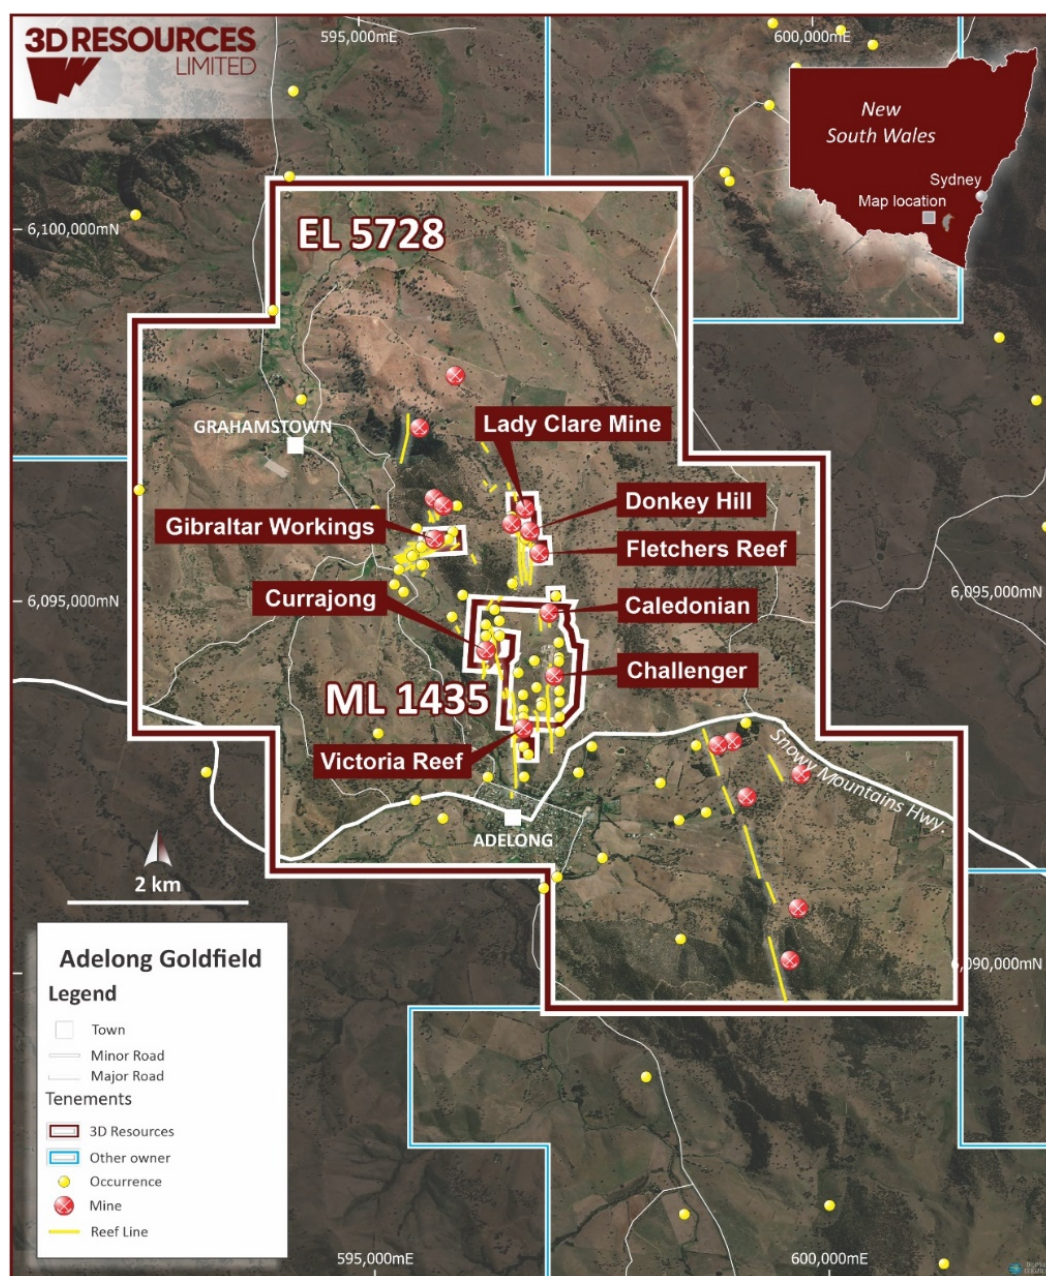 3D RESOURCES
LIMITED
595,000mE
600,000mE
New
South Wales
Sydney
Map location
6,100,000mN
EL 5728
Lady Clare Mine
GRAHAMSTOWN
Donkey Hill
Gibraltar Workings
Fletchers Reef
Currajong
6,095,000mN
6,095,000mN
Caledonian
Challenger
ML 1435
Victoria Reef
Snowy Mountains Hwy.
ADELONG
2 km
6,090,000mN
Adelong Goldfield
Legend
Town
Minor Road
Major Road
Tenements
3D Resources
Other owner
Occurrence
Mine
Reef Line
595,000mE
600,000mE